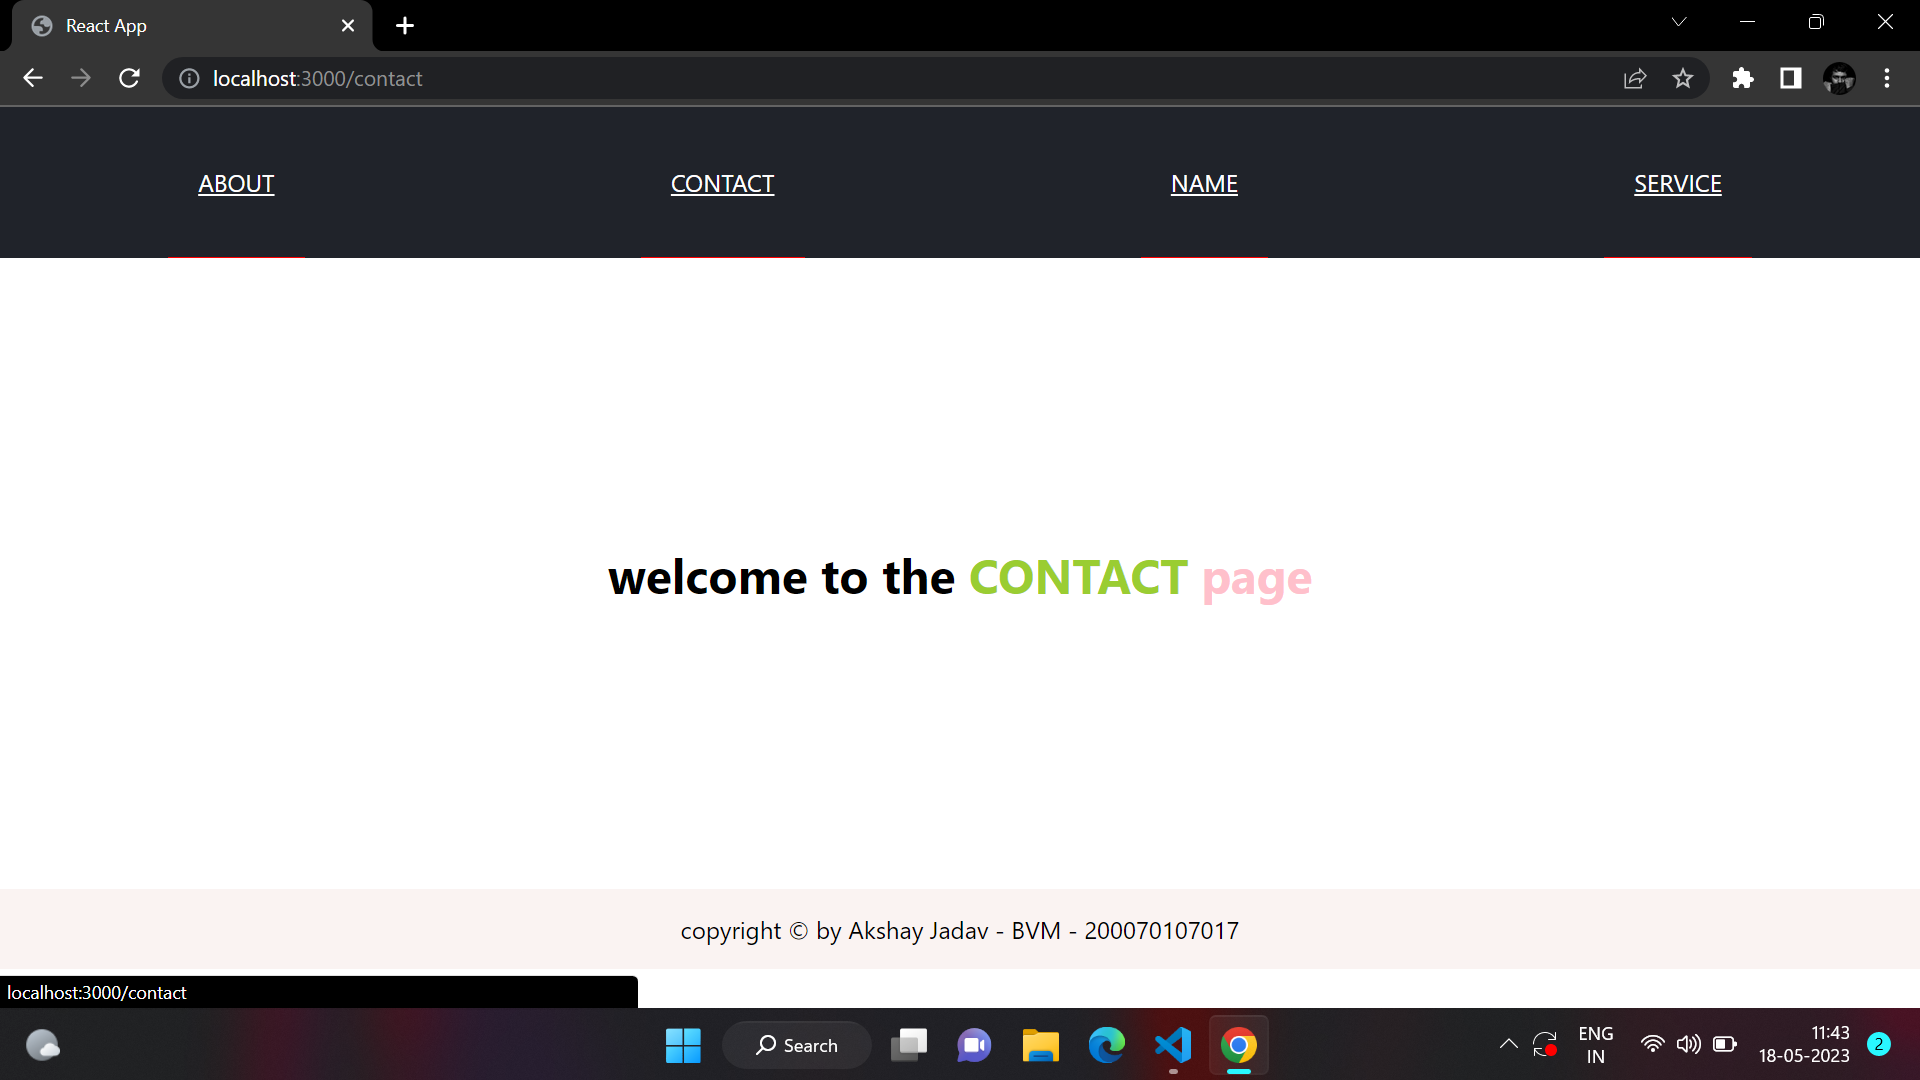 React App
localhost:3000/contact
ABOUT CONTACT NAME SERVICE
welcome to the CONTACT page
copyright © by Akshay Jadav - BVM - 200070107017
localhost:3000/contact
Search
ENG
IN
11:43
18-05-2023
2